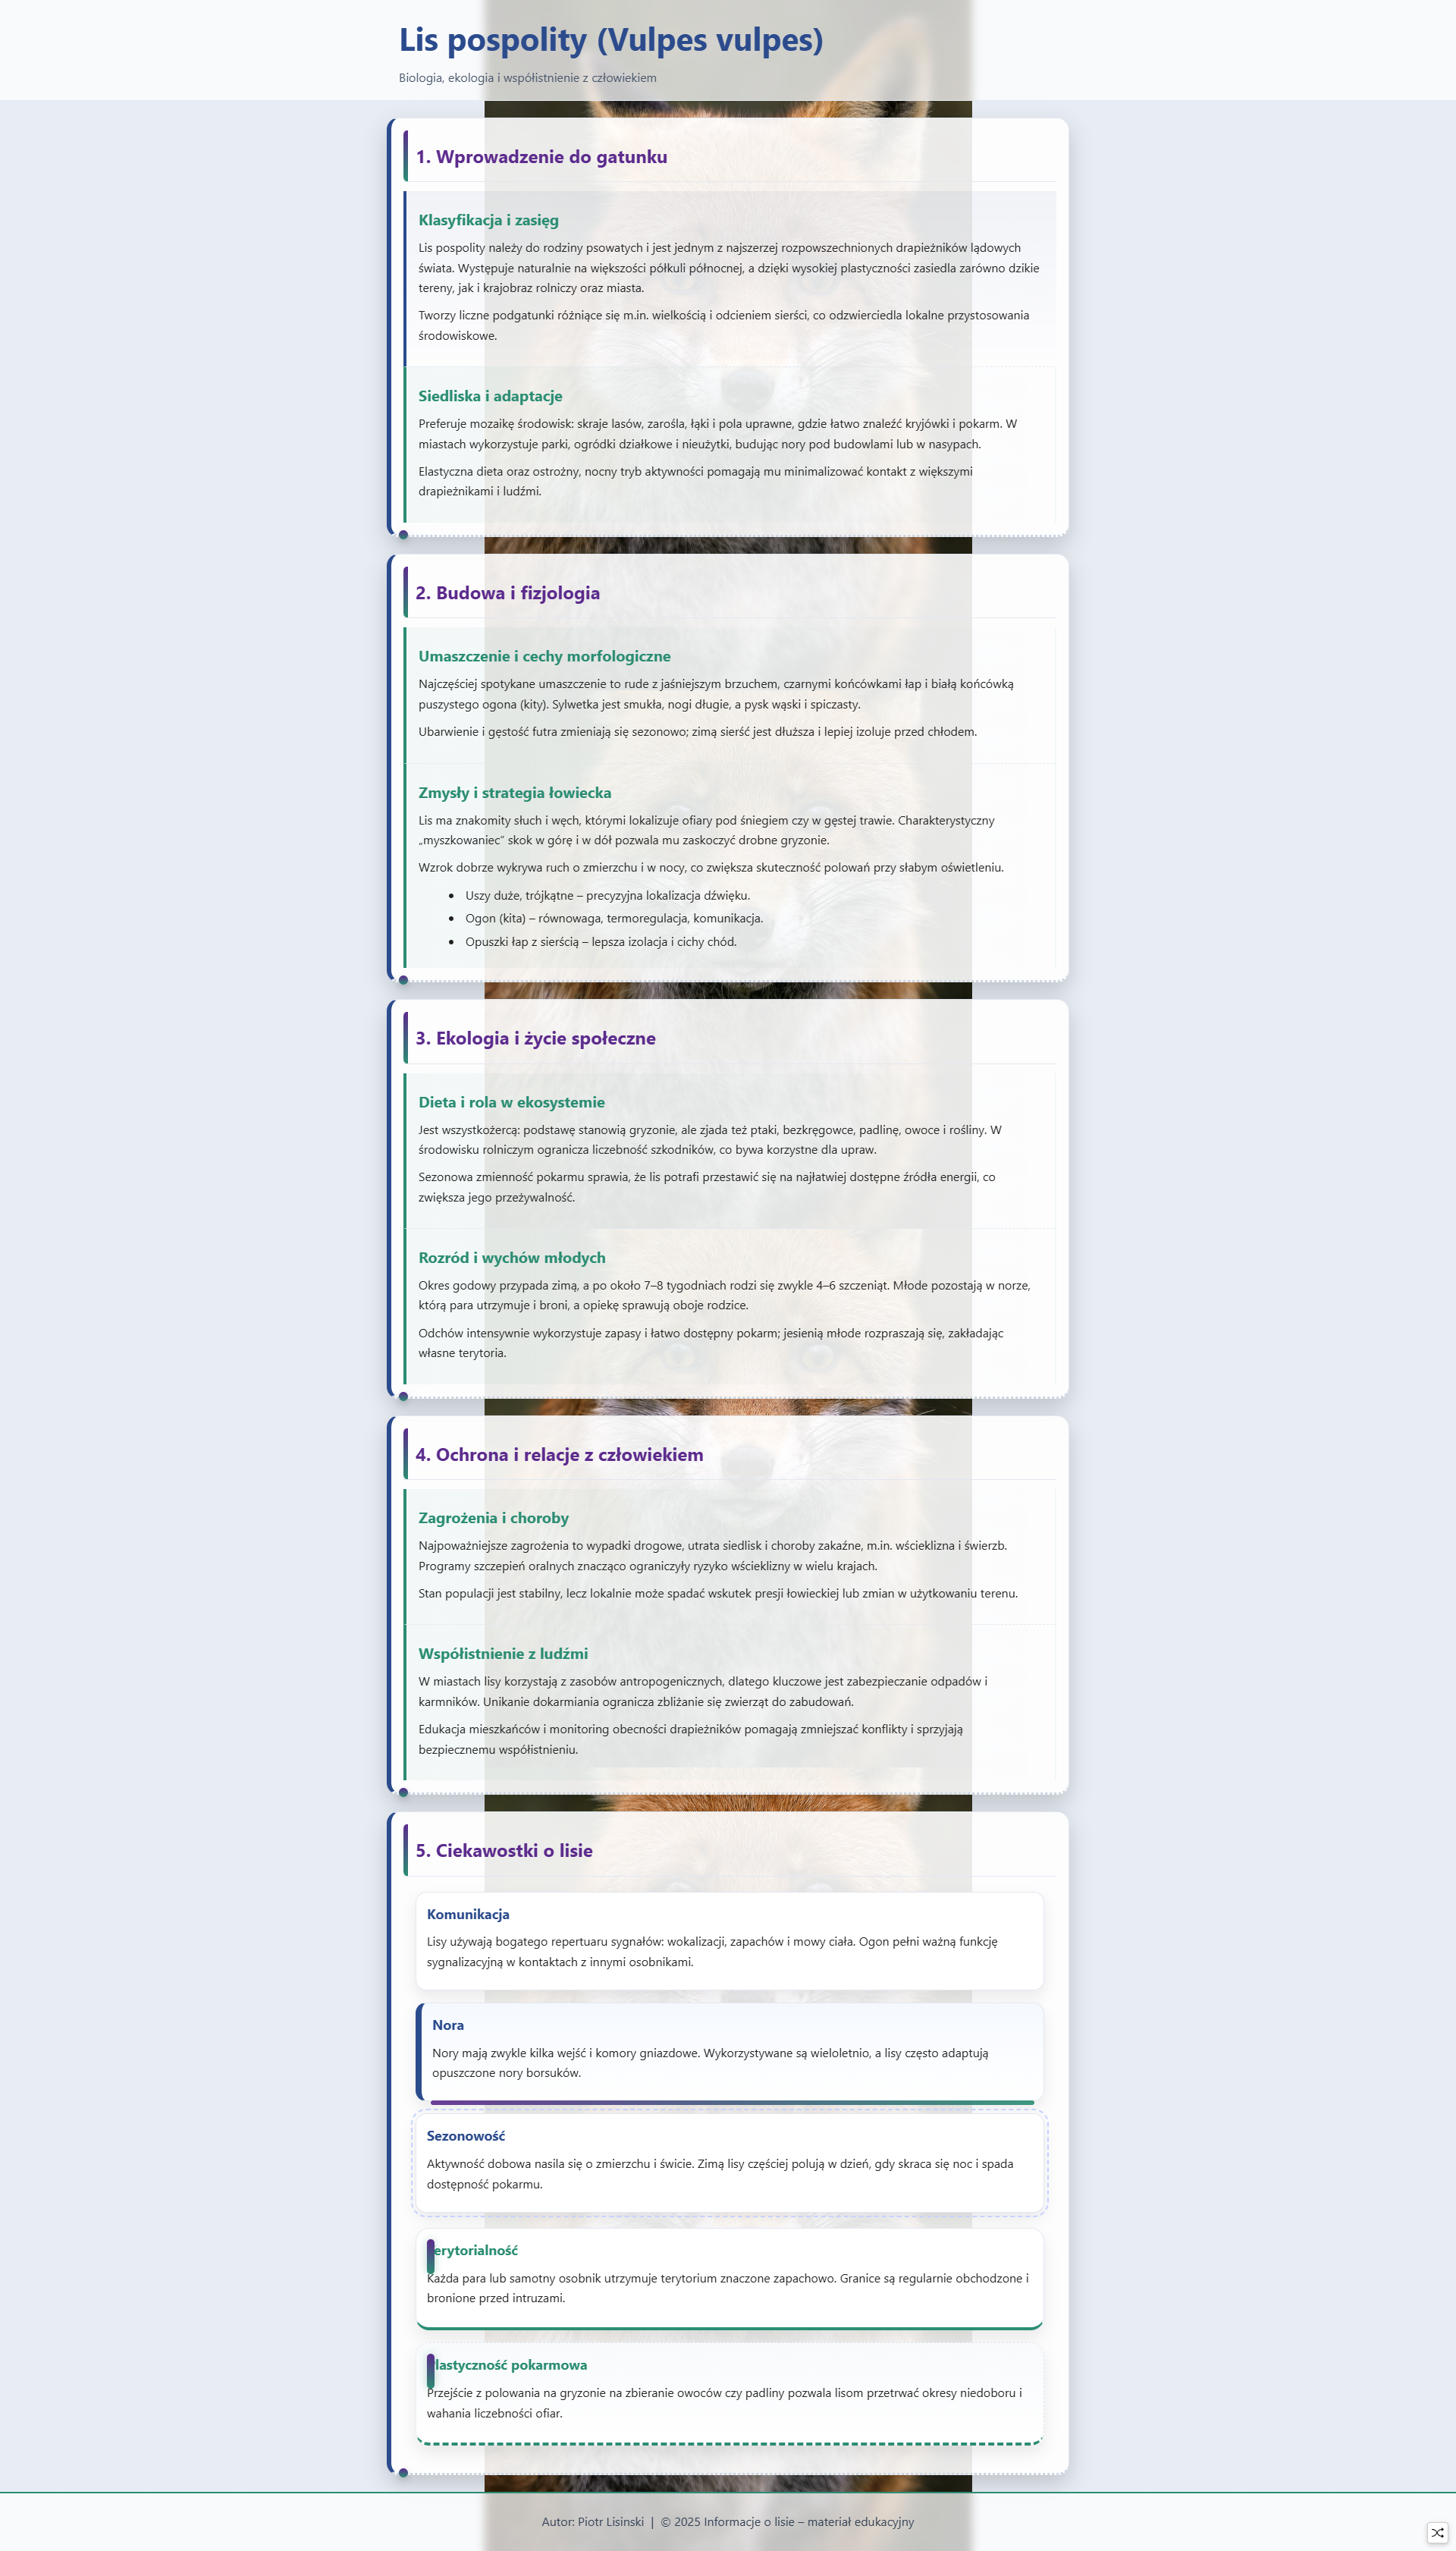 Lis pospolity (Vulpes vulpes)
Biologia, ekologia i współistnienie z człowiekiem
1. Wprowadzenie do gatunku
Klasyfikacja i zasięg
Lis pospolity należy do rodziny psowatych i jest jednym z najszerzej rozpowszechnionych drapieżników lądowych
świata. Występuje naturalnie na większości półkuli północnej, a dzięki wysokiej plastyczności zasiedla zarówno dzikie
tereny, jak i krajobraz rolniczy oraz miasta.
Tworzy liczne podgatunki różniące się m.in. wielkością i odcieniem sierści, co odzwierciedla lokalne przystosowania
środowiskowe.
Siedliska i adaptacje
Preferuje mozaikę środowisk: skraje lasów, zarośla, łąki i pola uprawne, gdzie łatwo znaleźć kryjówki i pokarm. W
miastach wykorzystuje parki, ogródki działkowe i nieużytki, budując nory pod budowlami lub w nasypach.
Elastyczna dieta oraz ostrożny, nocny tryb aktywności pomagają mu minimalizować kontakt z większymi
drapieżnikami i ludźmi.
2. Budowa i fizjologia
Umaszczenie i cechy morfologiczne
Najczęściej spotykane umaszczenie to rude z jaśniejszym brzuchem, czarnymi końcówkami łap i białą końcówką
puszystego ogona (kity). Sylwetka jest smukła, nogi długie, a pysk wąski i spiczasty.
Ubarwienie i gęstość futra zmieniają się sezonowo; zimą sierść jest dłuższa i lepiej izoluje przed chłodem.
Zmysły i strategia łowiecka
Lis ma znakomity słuch i węch, którymi lokalizuje ofiary pod śniegiem czy w gęstej trawie. Charakterystyczny
„myszkowaniec” skok w górę i w dół pozwala mu zaskoczyć drobne gryzonie.
Wzrok dobrze wykrywa ruch o zmierzchu i w nocy, co zwiększa skuteczność polowań przy słabym oświetleniu.
• Uszy duże, trójkątne – precyzyjna lokalizacja dźwięku.
• Ogon (kita) – równowaga, termoregulacja, komunikacja.
• Opuszki łap z sierścią – lepsza izolacja i cichy chód.
3. Ekologia i życie społeczne
Dieta i rola w ekosystemie
Jest wszystkożercą: podstawę stanowią gryzonie, ale zjada też ptaki, bezkręgowce, padlinę, owoce i rośliny. W
środowisku rolniczym ogranicza liczebność szkodników, co bywa korzystne dla upraw.
Sezonowa zmienność pokarmu sprawia, że lis potrafi przestawić się na najłatwiej dostępne źródła energii, co
zwiększa jego przeżywalność.
Rozród i wychów młodych
Okres godowy przypada zimą, a po około 7–8 tygodniach rodzi się zwykle 4–6 szczeniąt. Młode pozostają w norze,
którą para utrzymuje i broni, a opiekę sprawują oboje rodzice.
Odchów intensywnie wykorzystuje zapasy i łatwo dostępny pokarm; jesienią młode rozpraszają się, zakładając
własne terytoria.
4. Ochrona i relacje z człowiekiem
Zagrożenia i choroby
Najpoważniejsze zagrożenia to wypadki drogowe, utrata siedlisk i choroby zakaźne, m.in. wścieklizna i świerzb.
Programy szczepień oralnych znacząco ograniczyły ryzyko wścieklizny w wielu krajach.
Stan populacji jest stabilny, lecz lokalnie może spadać wskutek presji łowieckiej lub zmian w użytkowaniu terenu.
Współistnienie z ludźmi
W miastach lisy korzystają z zasobów antropogenicznych, dlatego kluczowe jest zabezpieczanie odpadów i
karmników. Unikanie dokarmiania ogranicza zbliżanie się zwierząt do zabudowań.
Edukacja mieszkańców i monitoring obecności drapieżników pomagają zmniejszać konflikty i sprzyjają
bezpiecznemu współistnieniu.
5. Ciekawostki o lisie
Komunikacja
Lisy używają bogatego repertuaru sygnałów: wokalizacji, zapachów i mowy ciała. Ogon pełni ważną funkcję
sygnalizacyjną w kontaktach z innymi osobnikami.
Nora
Nory mają zwykle kilka wejść i komory gniazdowe. Wykorzystywane są wieloletnio, a lisy często adaptują
opuszczone nory borsuków.
Sezonowość
Aktywność dobowa nasila się o zmierzchu i świcie. Zimą lisy częściej polują w dzień, gdy skraca się noc i spada
dostępność pokarmu.
erytorialność
Każda para lub samotny osobnik utrzymuje terytorium znaczone zapachowo. Granice są regularnie obchodzone i
bronione przed intruzami.
lastyczność pokarmowa
Przejście z polowania na gryzonie na zbieranie owoców czy padliny pozwala lisom przetrwać okresy niedoboru i
wahania liczebności ofiar.
Autor: Piotr Lisinski | © 2025 Informacje o lisie – materiał edukacyjny